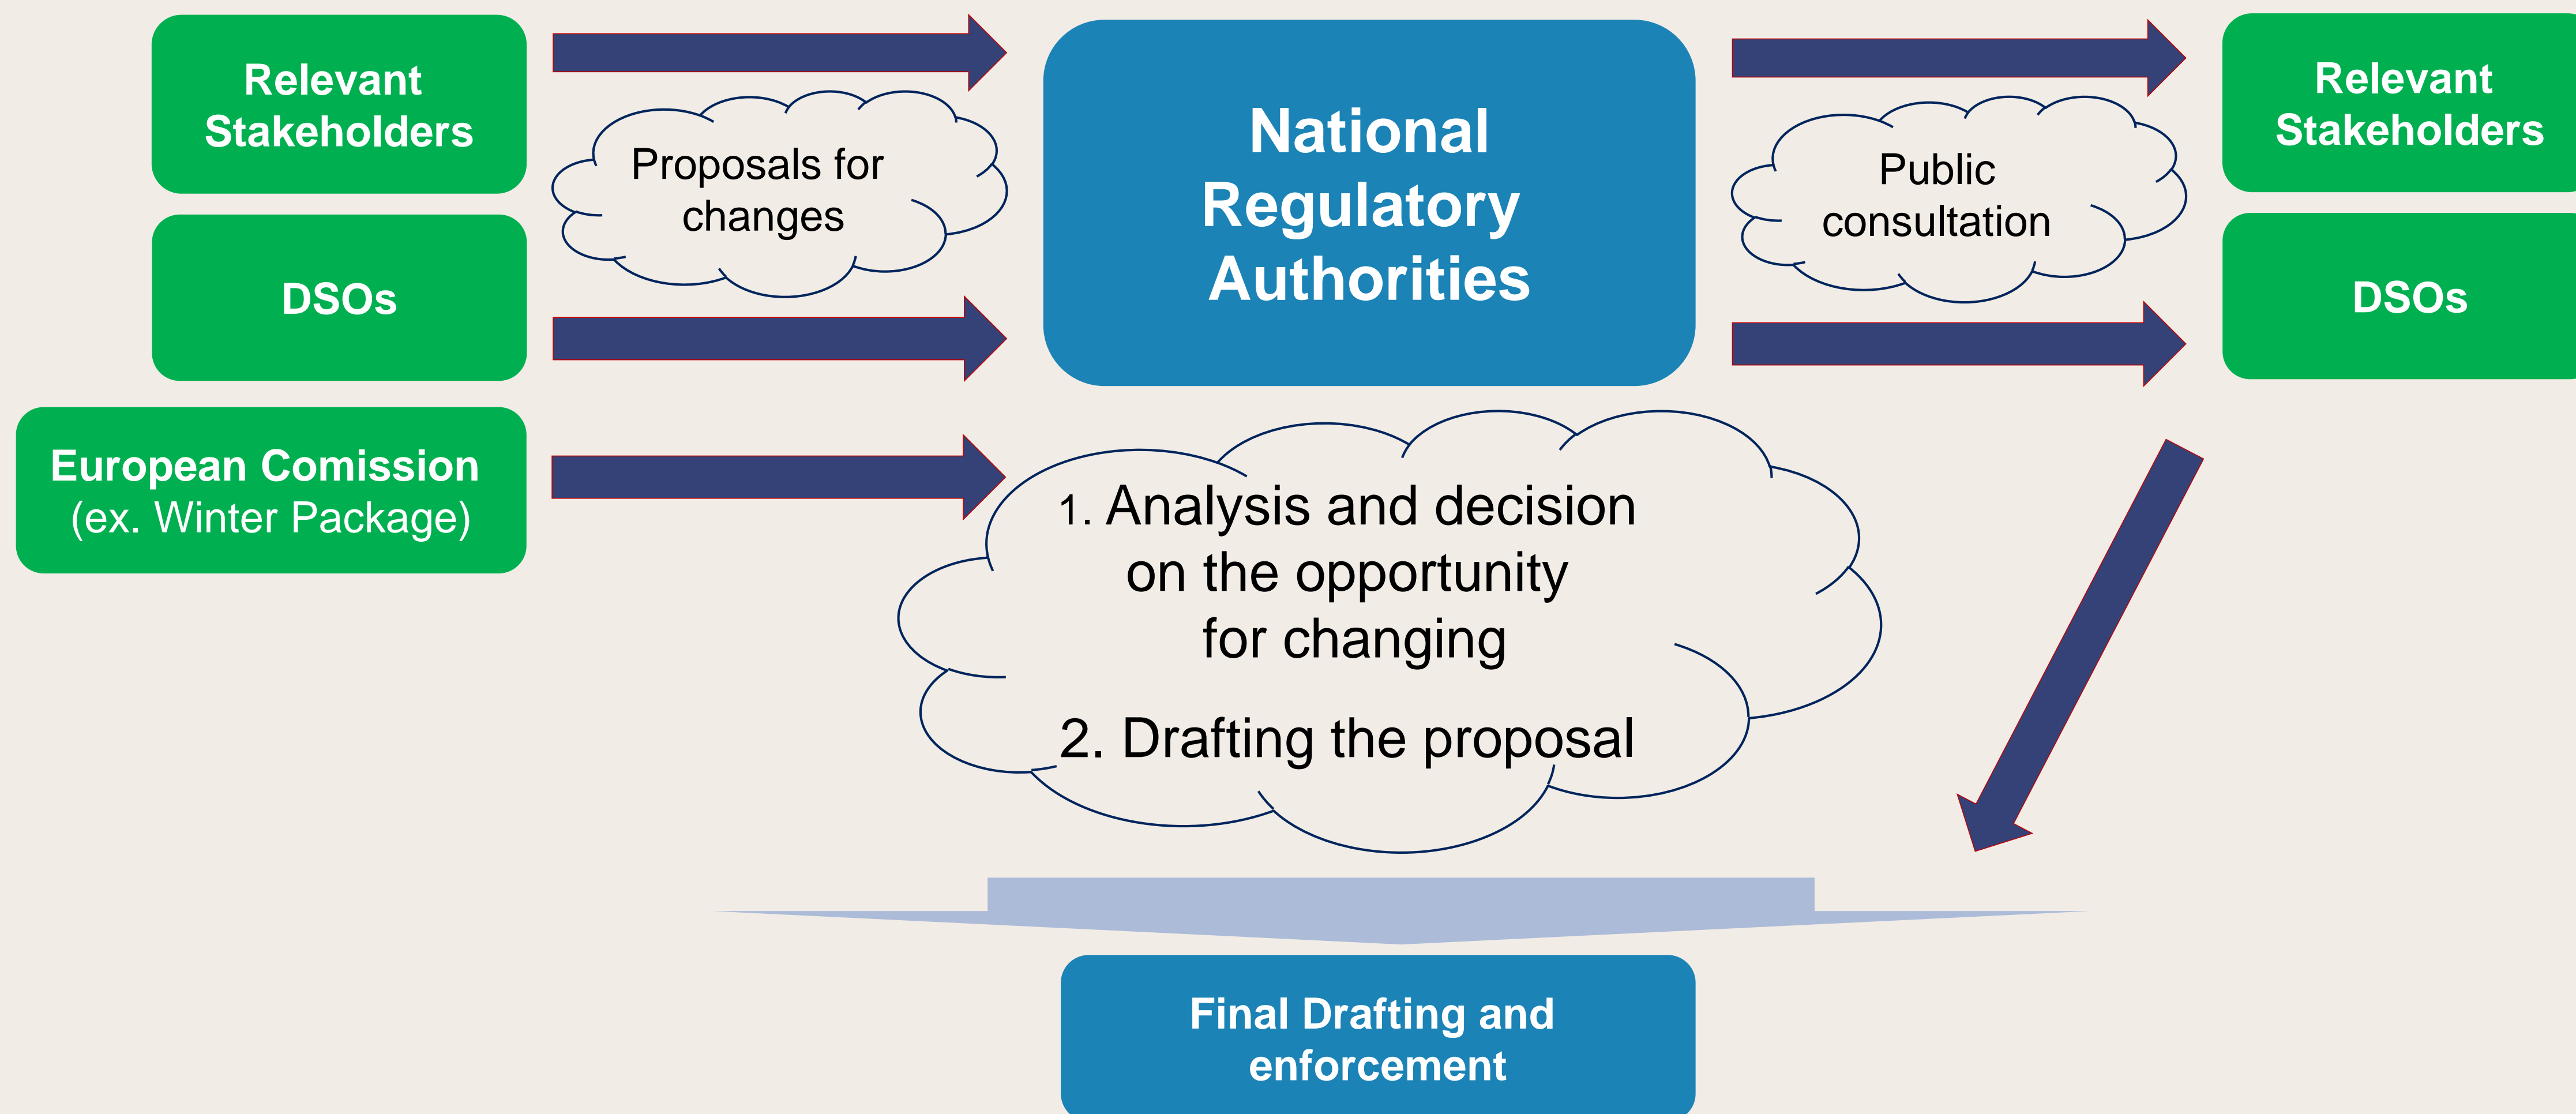 Relevant
Stakeholders
DSOs
European Comission
(ex. Winter Package)
Proposals for
changes
National
Regulatory
Authorities
Public
consultation
Relevant
Stakeholders
DSOs
1. Analysis and decision
on the opportunity
for changing
2. Drafting the proposal
Final Drafting and
enforcement